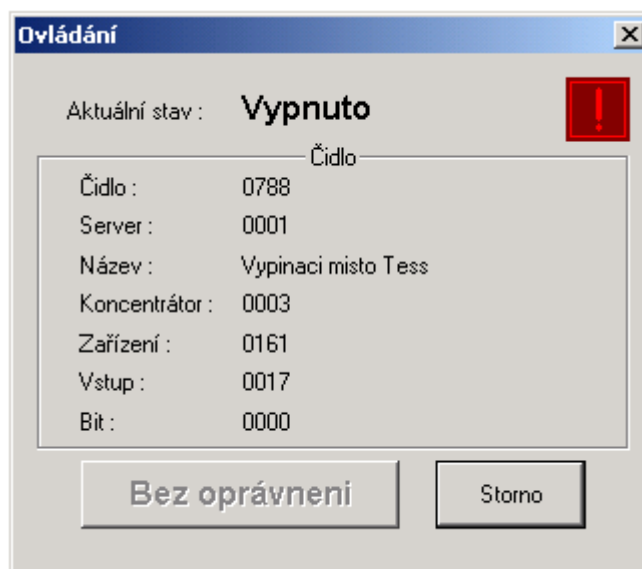 Ovládání
Aktuální stav : Vypnuto
Čidlo
Čidlo : 0788
Server : 0001
Název : Vypinaci misto Tess
Koncentrátor : 0003
Zařízení : 0161
Vstup : 0017
Bit : 0000
Bez oprávneni Storno